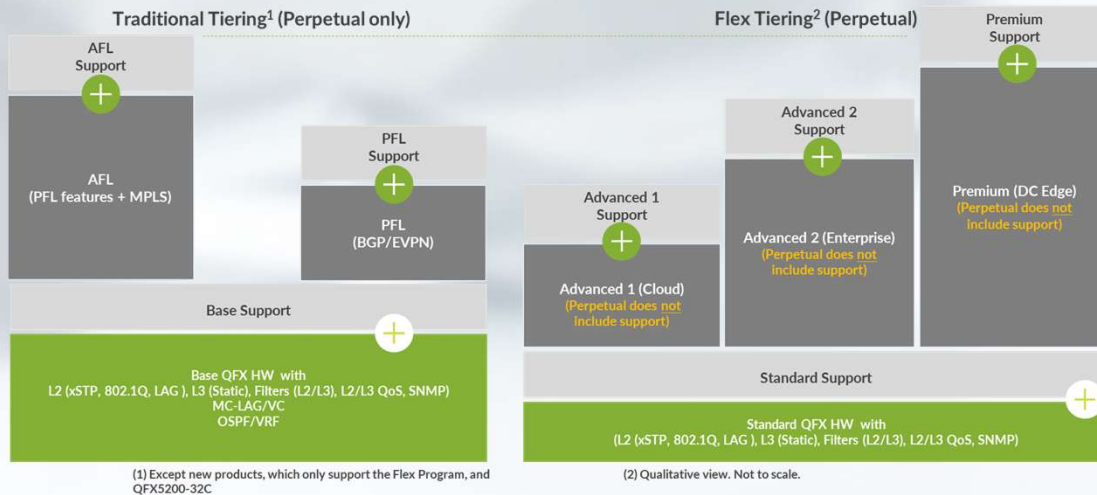 Traditional Tiering¹ (Perpetual only)
AFL
Support
+
AFL
(PFL features + MPLS)
PFL
Support
+
PFL
(BGP/EVPN)
Base Support
+
Base QFX HW with
L2 (xSTP, 802.1Q, LAG ), L3 (Static), Filters (L2/L3), L2/L3 QoS, SNMP)
MC-LAG/VC
OSPF/VRF
(1) Except new products, which only support the Flex Program, and
QFX5200-32C
Flex Tiering² (Perpetual)
Advanced 1
Support
+
Advanced 1 (Cloud)
(Perpetual does not
include support)
Advanced 2
Support
+
Advanced 2 (Enterprise)
(Perpetual does not
include support)
Premium
Support
+
Premium (DC Edge)
(Perpetual does not
include support)
Standard Support
+
Standard QFX HW with
(L2 (xSTP, 802.1Q, LAG ), L3 (Static), Filters (L2/L3), L2/L3 QoS, SNMP)
(2) Qualitative view. Not to scale.